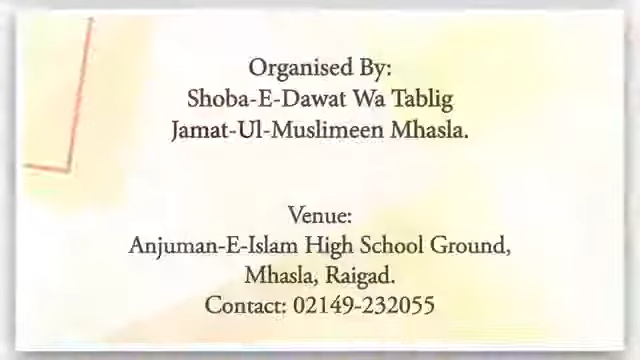 Organised By:
Shoba-E-Dawat Wa Tablig
Jamat-Ul-Muslimeen Mhasla.
Venue:
Anjuman-E-Islam High School Ground,
Mhasla, Raigad.
Contact: 02149-232055